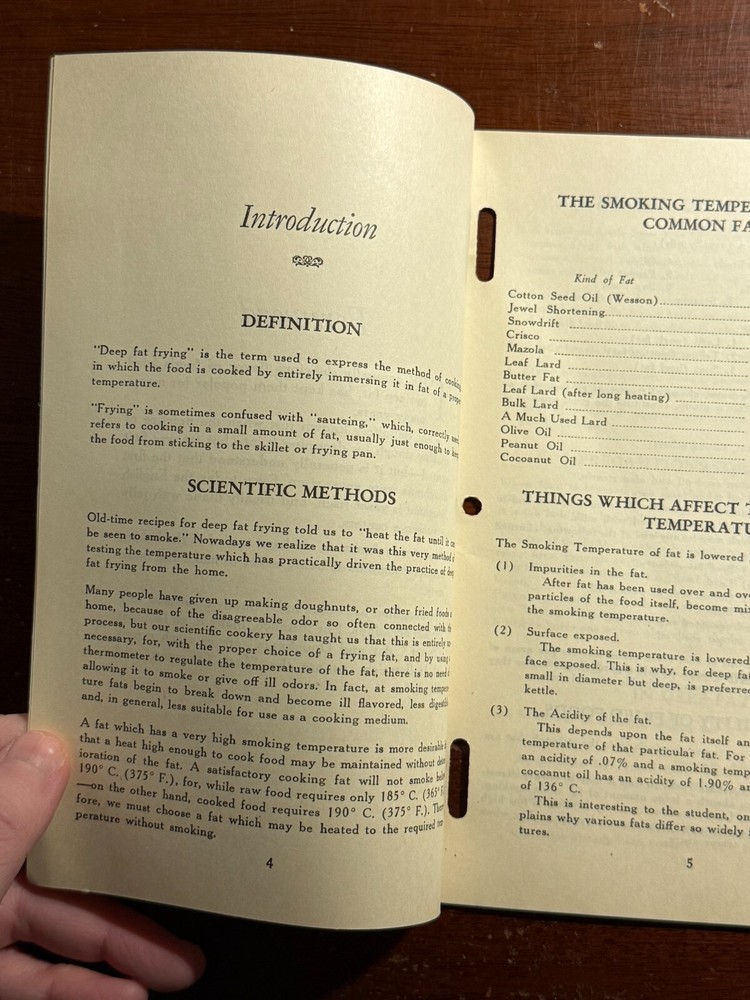 Introduction
DEFINITION
"Deep fat frying" is the term used to express the method of cooking
in which the food is cooked by entirely immersing it in fat of a proper
temperature.
"Frying" is sometimes confused with "sauteing," which, correctly used
refers to cooking in a small amount of fat, usually just enough to keep
the food from sticking to the skillet or frying pan.
SCIENTIFIC METHODS
Old-time recipes for deep fat frying told us to "heat the fat until it
be seen to smoke." Nowadays we realize that it was this very method
testing the temperature which has practically driven the practice of deep
fat frying from the home.
Many people have given up making doughnuts, or other fried foods
home, because of the disagreeable odor so often connected with
process, but our scientific cookery has taught us that this is entirely
necessary, for, with the proper choice of a frying fat, and by using
thermometer to regulate the temperature of the fat, there is no need
allowing it to smoke or give off ill odors. In fact, at smoking tempera
ture fats begin to break down and become ill flavored, less digestible
and, in general, less suitable for use as a cooking medium.
A fat which has a very high smoking temperature is more desirable
that a heat high enough to cook food may be maintained without
ioration of the fat. A satisfactory cooking fat will not smoke below
190° C. (375° F.), for, while raw food requires only 185° C. (365° F
—on the other hand, cooked food requires 190° C. (375° F.). There
fore, we must choose a fat which may be heated to the required
perature without smoking.
4
THE SMOKING TEMPE
COMMON FA
Kind of Fat
Cotton Seed Oil (Wesson)
Jewel Shortening
Snowdrift
Crisco
Mazola
Leaf Lard
Butter Fat
Leaf Lard (after long heating)
Bulk Lard
A Much Used Lard
Olive Oil
Peanut Oil
Cocoanut Oil
THINGS WHICH AFFECT
TEMPERATU
The Smoking Temperature of fat is lowered
(1) Impurities in the fat.
After fat has been used over and ove
particles of the food itself, become mix
the smoking temperature.
(2) Surface exposed.
The smoking temperature is lowered
face exposed. This is why, for deep fat
small in diameter but deep, is preferred
kettle.
(3) The Acidity of the fat.
This depends upon the fat itself an
temperature of that particular fat. For
an acidity of .07% and a smoking temp
cocoanut oil has an acidity of 1.90% an
of 136° C.
This is interesting to the student, on
plains why various fats differ so widely
tures.
5